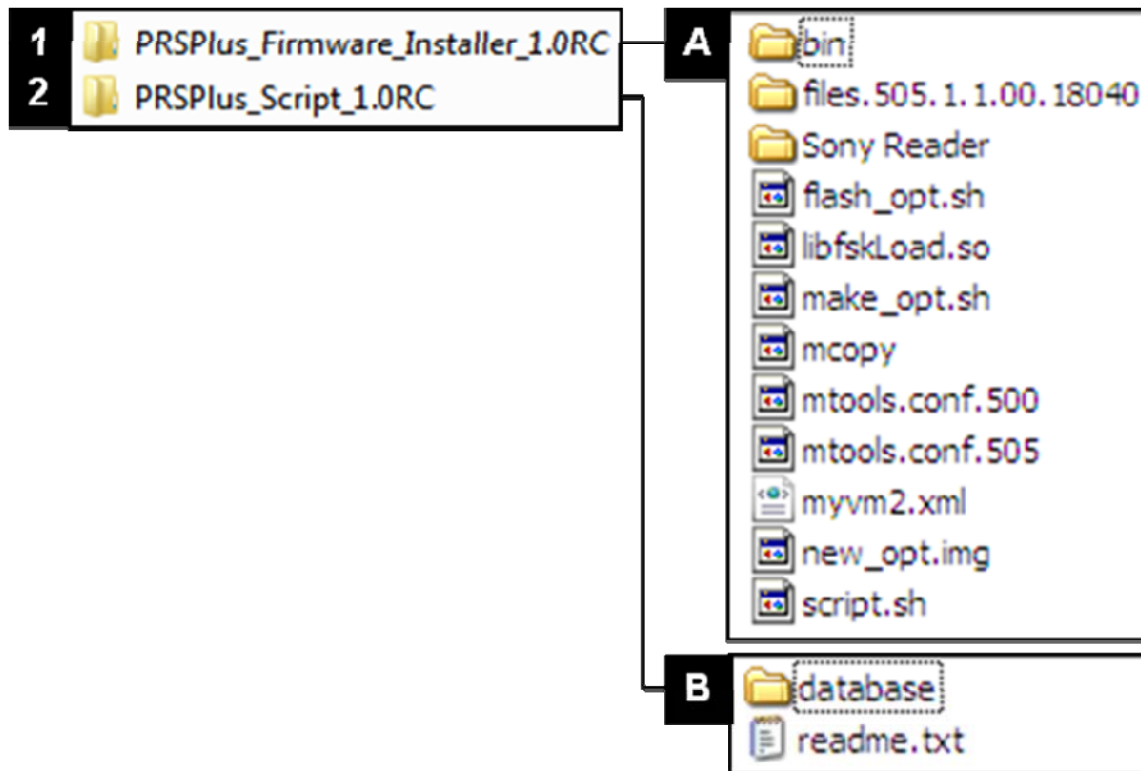 1 PRSPlus_Firmware_Installer_1.0RC
2 PRSPlus_Script_1.0RC
A bin
files.505.1.1.00.18040
Sony Reader
flash_opt.sh
libfskLoad.so
make_opt.sh
mcopy
mtools.conf.500
mtools.conf.505
myvm2.xml
new_opt.img
script.sh
B database
readme.txt